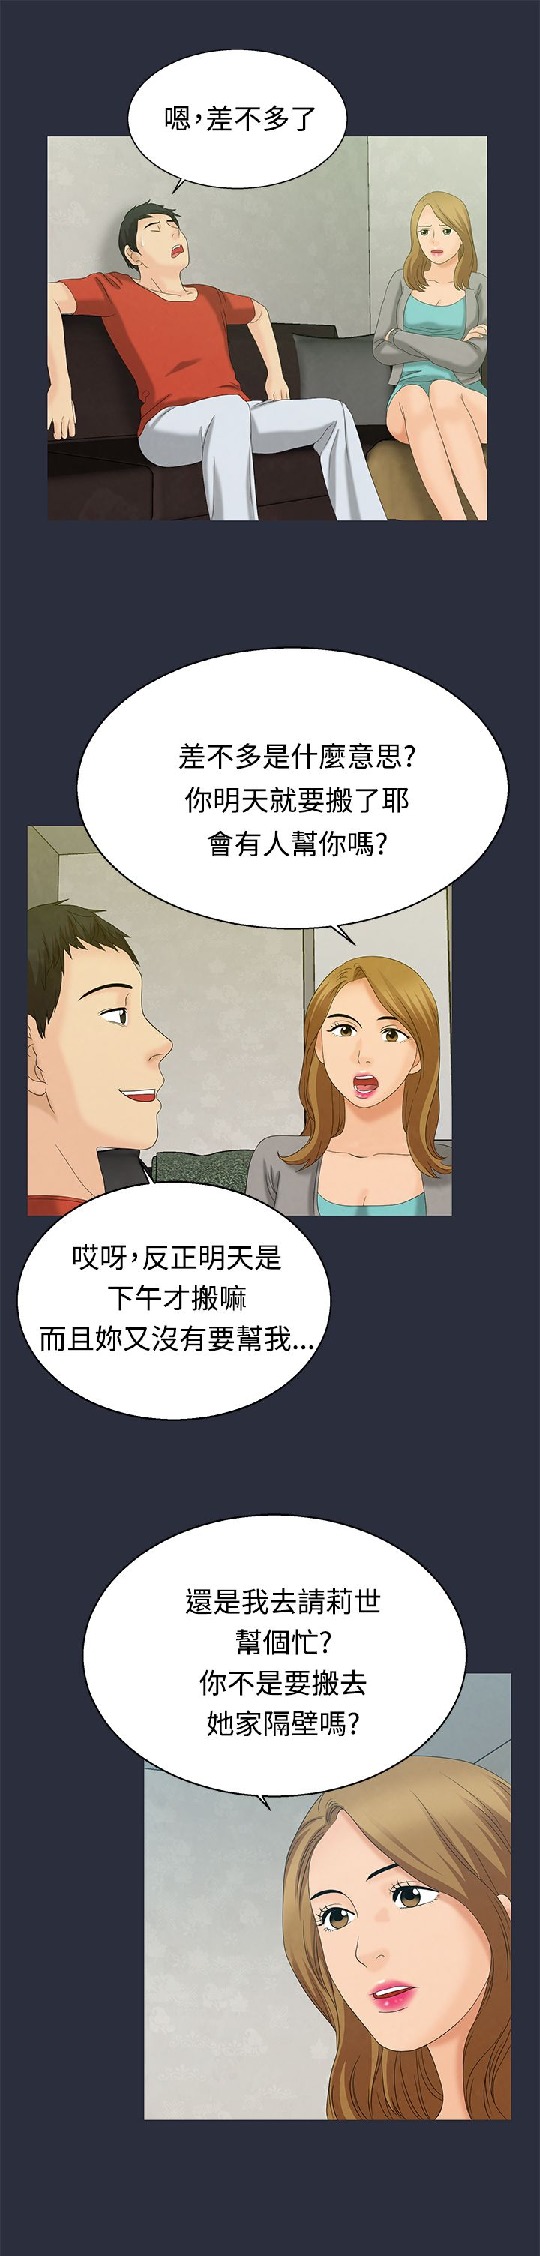 嗯，差不多了
差不多是什麼意思?
你明天就要搬了耶
會有人幫你嗎?
哎呀，反正明天是
下午才搬嘛
而且妳又沒有要幫我...
還是我去請莉世
幫個忙?
你不是要搬去
她家隔壁嗎?